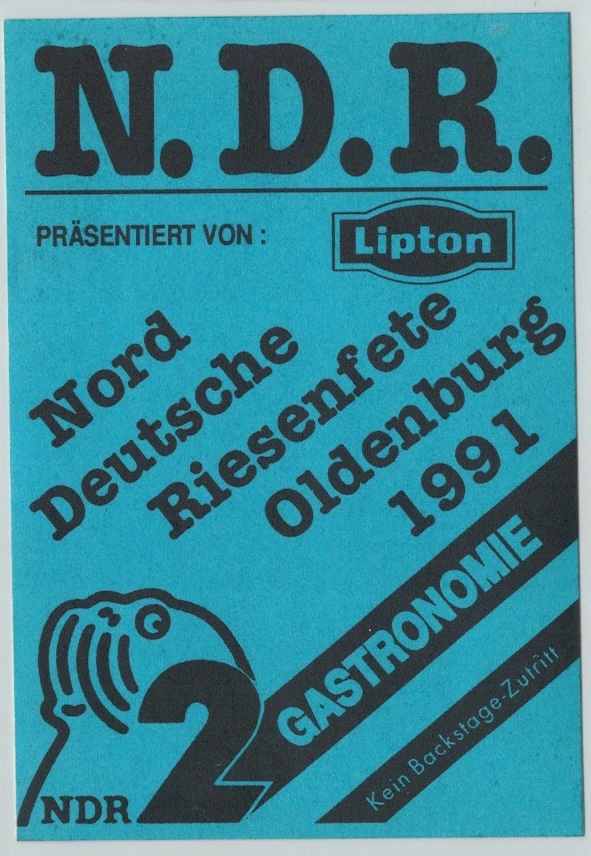 N.D.R.
PRÄSENTIERT VON :
Lipton
Nord
Deutsche
Riesenfete
Oldenburg
1991
GASTRONOMIE
Kein Backstage-Zutritt
NDR 2